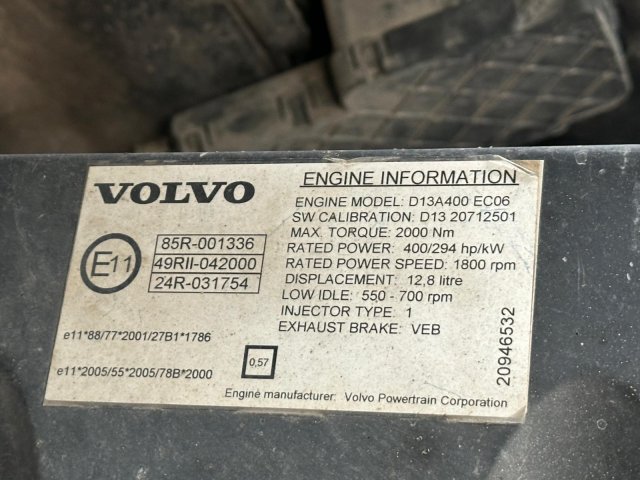 VOLVO
E11
85R-001336
49RII-042000
24R-031754
e11*88/77*2001/27B1*1786
e11*2005/55*2005/78B*2000
0,57
ENGINE INFORMATION
ENGINE MODEL: D13A400 EC06
SW CALIBRATION: D13 20712501
MAX. TORQUE: 2000 Nm
RATED POWER: 400/294 hp/kW
RATED POWER SPEED: 1800 rpm
DISPLACEMENT: 12,8 litre
LOW IDLE: 550 - 700 rpm
INJECTOR TYPE: 1
EXHAUST BRAKE: VEB
Engine manufacturer: Volvo Powertrain Corporation
20946532